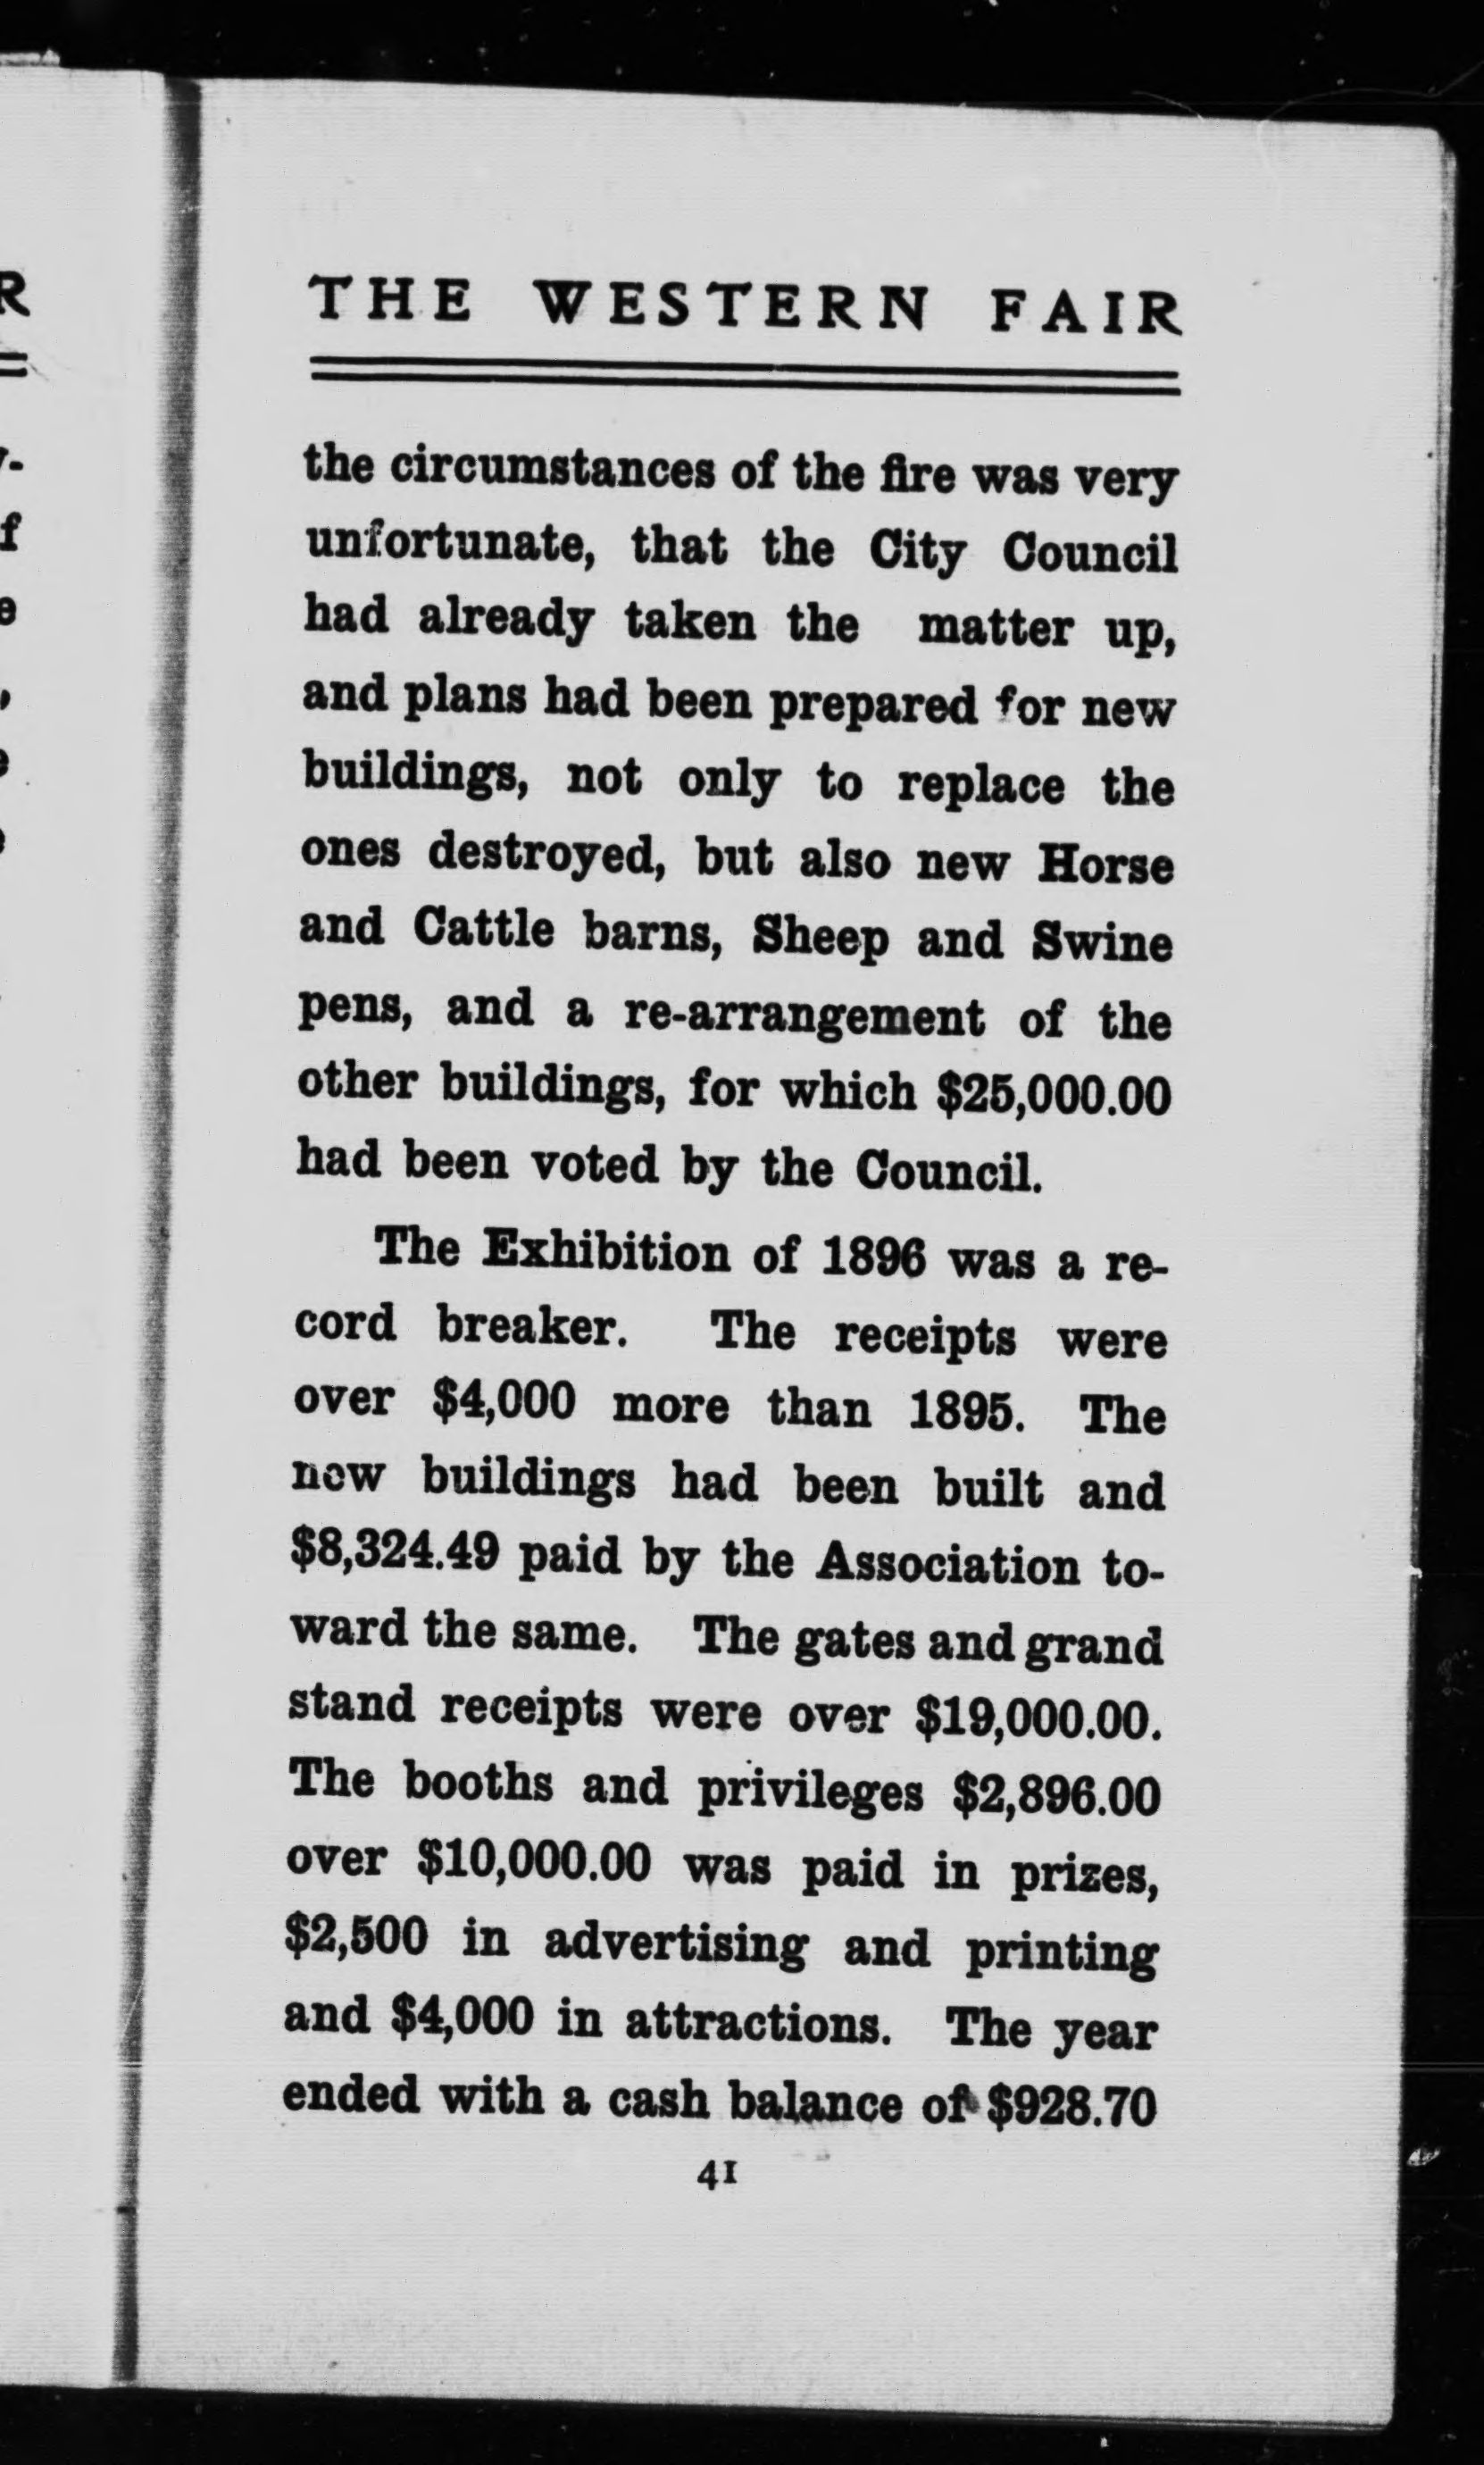 THE WESTERN FAIR
the circumstances of the fire was very
unfortunate, that the City Council
had already taken the matter up,
and plans had been prepared for new
buildings, not only to replace the
ones destroyed, but also new Horse
and Cattle barns, Sheep and Swine
pens, and a re-arrangement of the
other buildings, for which $25,000.00
had been voted by the Council.
The Exhibition of 1896 was a re-
cord breaker. The receipts were
over $4,000 more than 1895. The
new buildings had been built and
$8,324.49 paid by the Association to-
ward the same. The gates and grand
stand receipts were over $19,000.00.
The booths and privileges $2,896.00
over $10,000.00 was paid in prizes,
$2,500 in advertising and printing
and $4,000 in attractions. The year
ended with a cash balance of $928.70
41